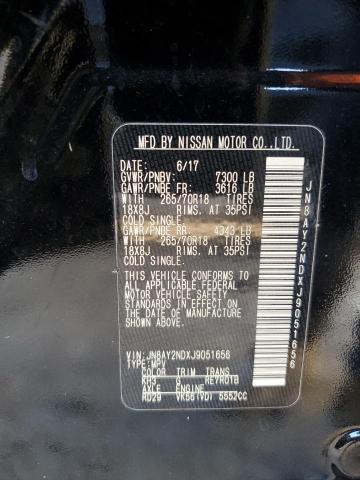 MFD BY NISSAN MOTOR CO.,LTD.
DATE: 6/17
GVWR/PNBV: 7300 LB
GAWR/PNBE FR: 3616 LB
WITH 265/70R18 TIRES
18X8J RIMS, AT 35PSI
COLD SINGLE.
GAWR/PNBE RR 4343 LB
WITH 265/70R18 TIRES
18X8J RIMS, AT 35PSI
COLD SINGLE.
THIS VEHICLE CONFORMS TO
ALL APPLICABLE FEDERAL
MOTOR VEHICLE SAFETY
STANDARDS IN EFFECT ON
THE DATE OF MANUFACTURE
SHOWN ABOVE.
VIN: JN8AY2NDXJ9051656
TYPE: MPV
COLOR TRIM TRANS
KH3 G RE7R01B
AXLE ENGINE
RD29 VK56(VD) 5552CC
JN8AY2NDXJ9051656